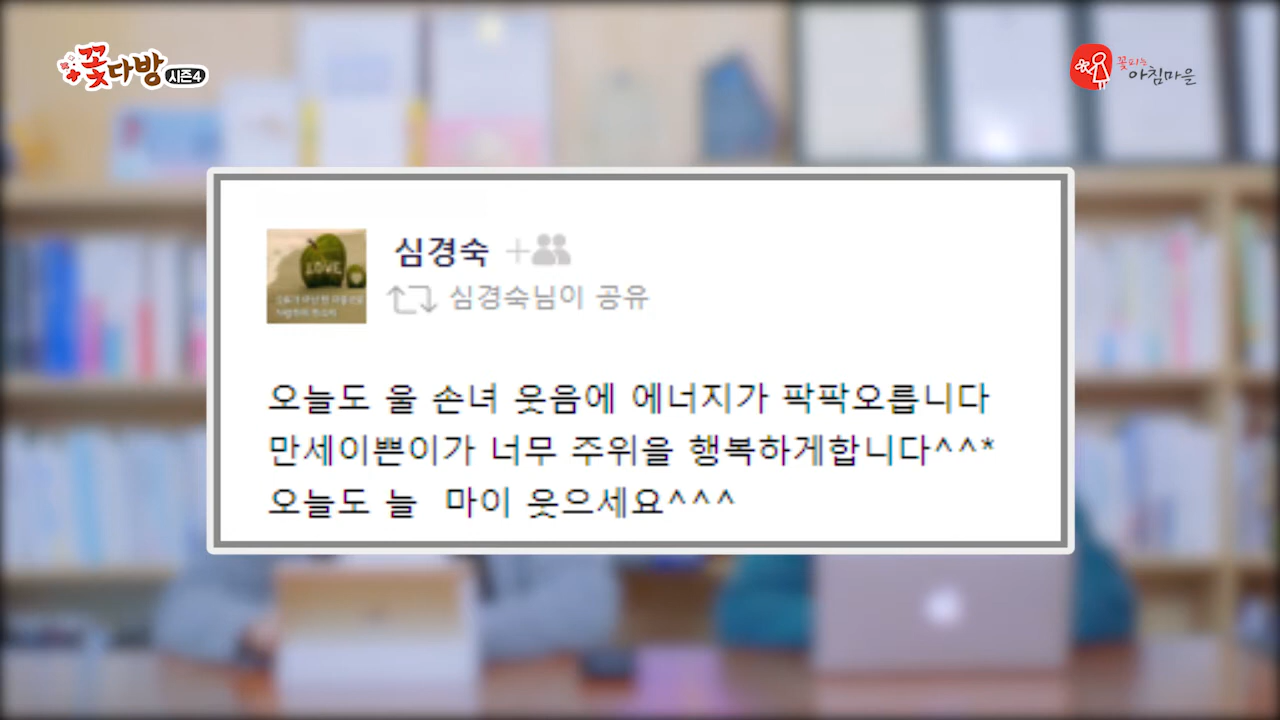 꽃다방 시즌4
꽃피는
아침마을
LOVE
심경숙
심경숙님이 공유
오늘도 울 손녀 웃음에 에너지가 팍팍오릅니다
만세이쁜이가 너무 주위을 행복하게합니다^^*
오늘도 늘 마이 웃으세요^^^